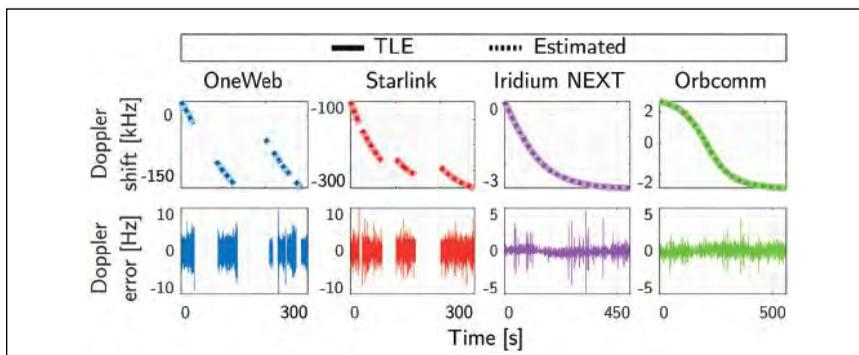 TLE Estimated
OneWeb Starlink Iridium NEXT Orbcomm
Doppler shift [kHz]
0 -150
-100 -300
0 -3
2 0 -2
Doppler error [Hz]
10 0 -10
10 0 -10
5 0 -5
5 0 -5
0 300 0 300 0 450 0 500
Time [s]